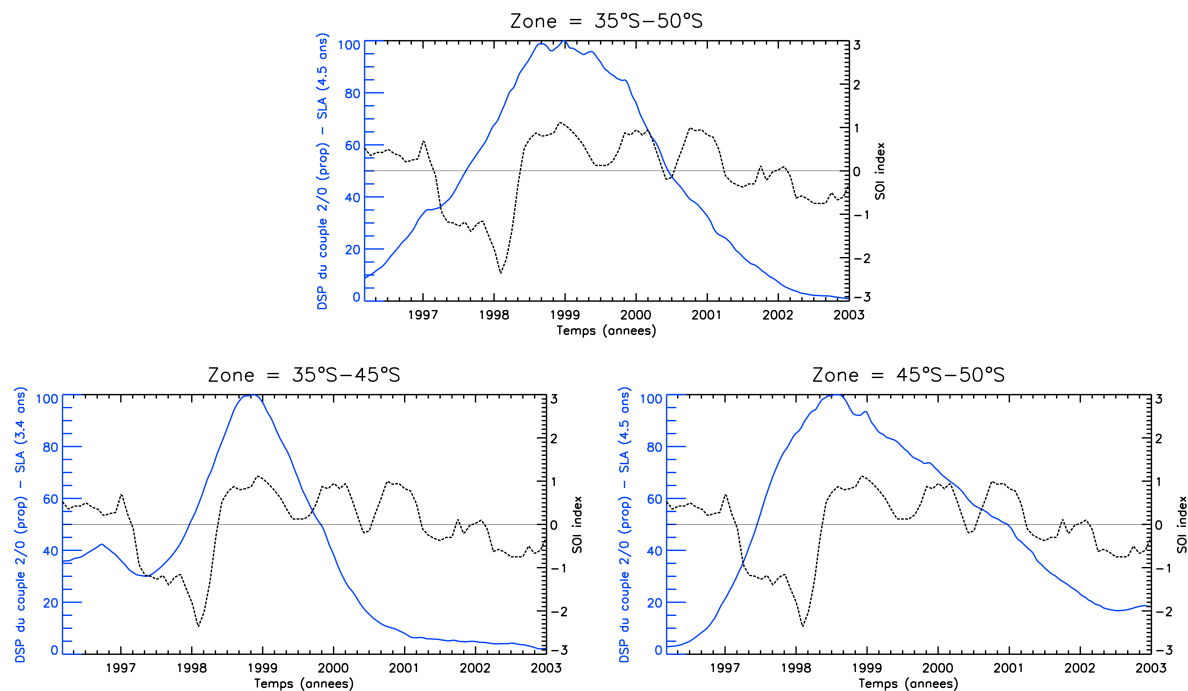 Zone = 35°S−50°S
DSP du couple 2/0 (prop) − SLA (4.5 ans)
100
80
60
40
20
0
3
2
1
0
−1
−2
−3
SOI index
1997 1998 1999 2000 2001 2002 2003
Temps (annees)
Zone = 35°S−45°S
DSP du couple 2/0 (prop) − SLA (3.4 ans)
100
80
60
40
20
0
3
2
1
0
−1
−2
−3
SOI index
1997 1998 1999 2000 2001 2002 2003
Temps (annees)
Zone = 45°S−50°S
DSP du couple 2/0 (prop) − SLA (4.5 ans)
100
80
60
40
20
0
3
2
1
0
−1
−2
−3
SOI index
1997 1998 1999 2000 2001 2002 2003
Temps (annees)